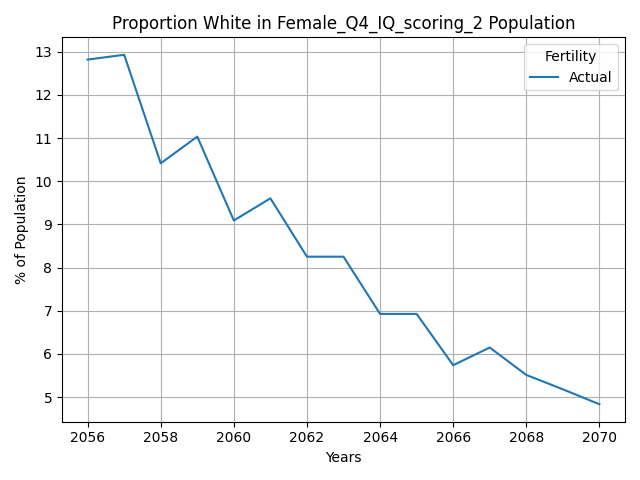 Proportion White in Female_Q4_IQ_scoring_2 Population
Fertility
Actual
% of Population
13
12
11
10
9
8
7
6
5
2056 2058 2060 2062 2064 2066 2068 2070
Years